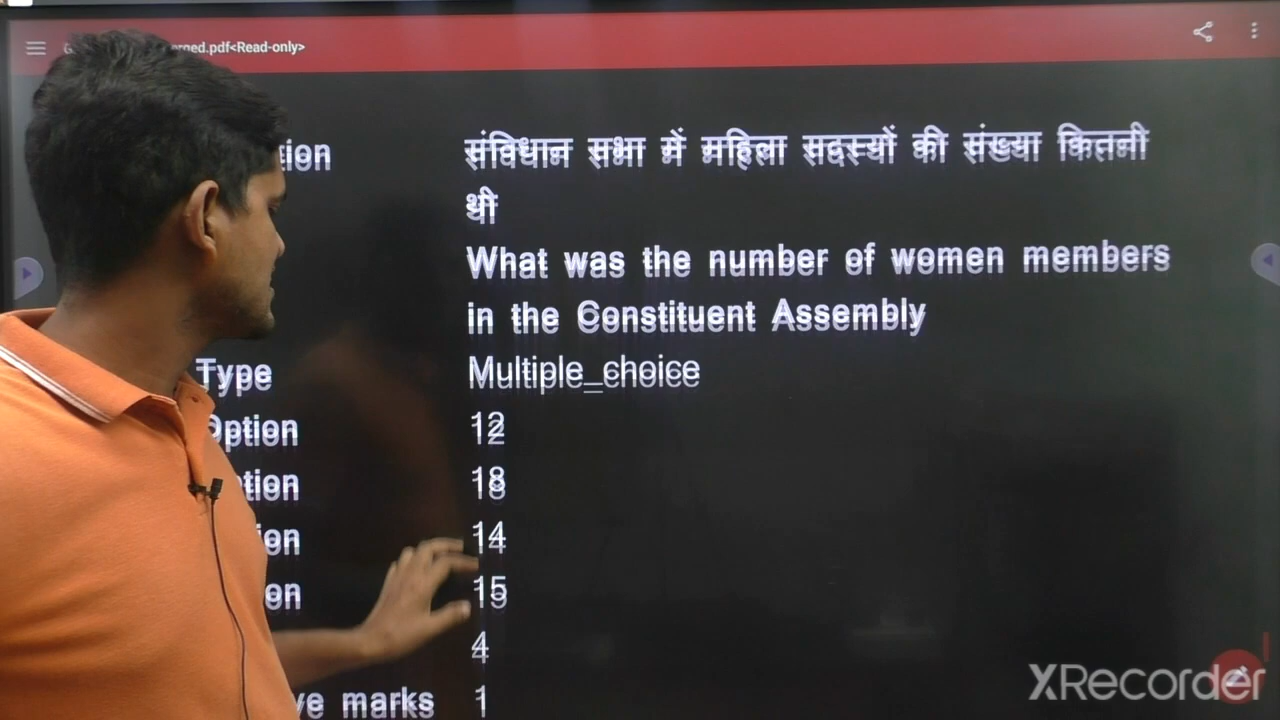 <Read-only>
संविधान सभा में महिला सदस्यों की संख्या कितनी
थी
What was the number of women members
in the Constituent Assembly
Type Multiple_choice
Option 12
18
14
15
4
marks 1
XRecorder